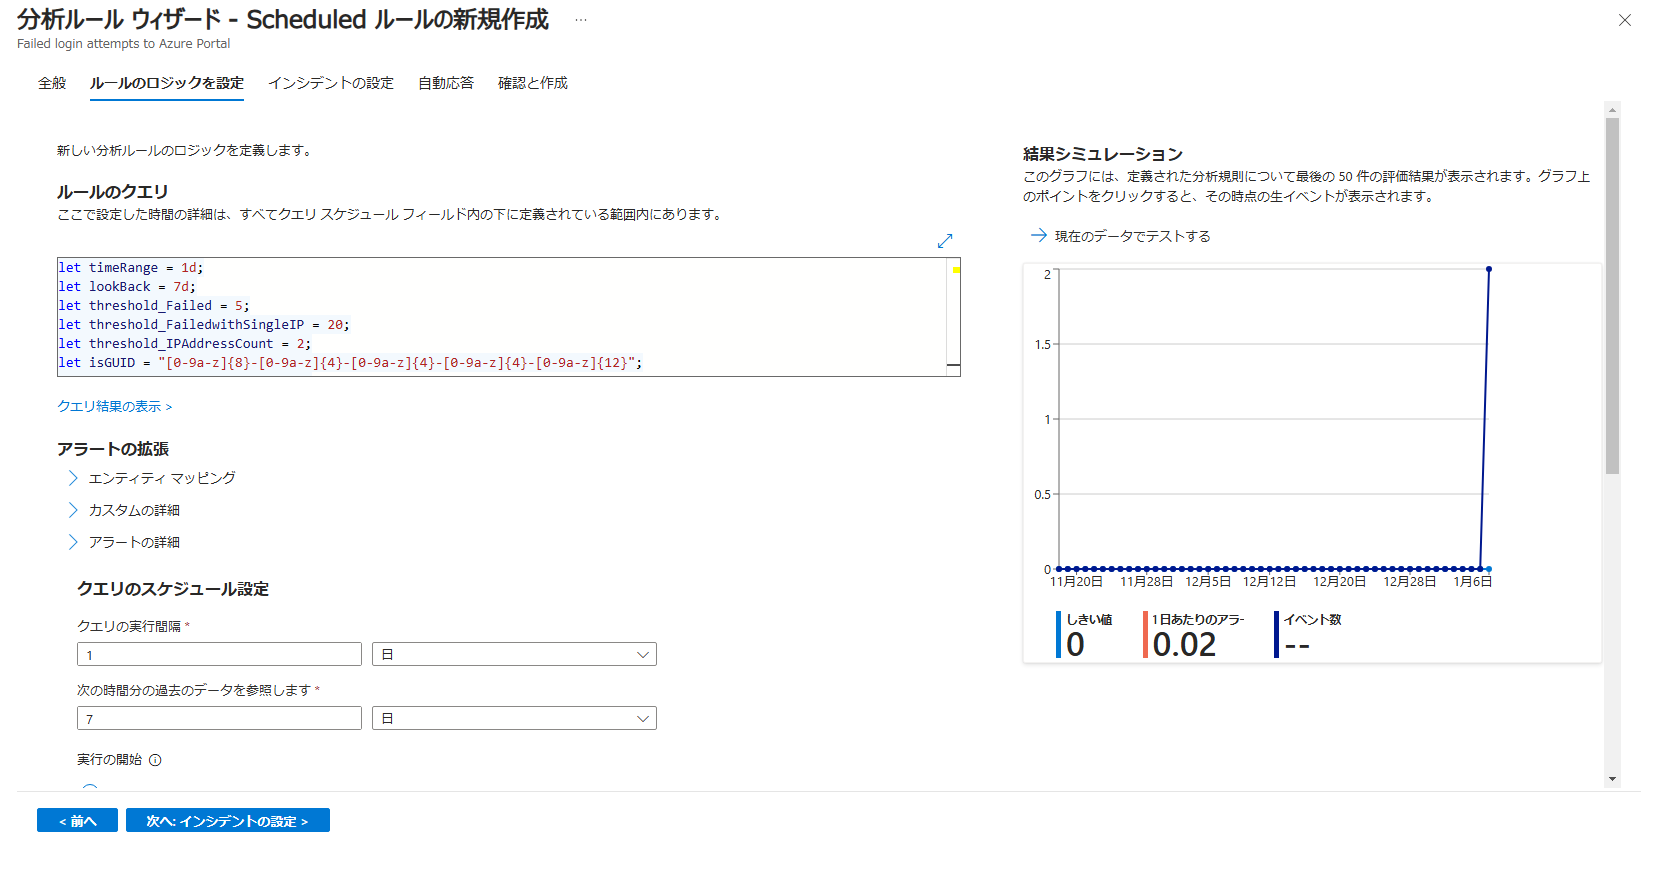 分析ルール ウィザード - Scheduled ルールの新規作成 ...
Failed login attempts to Azure Portal
全般 ルールのロジックを設定 インシデントの設定 自動応答 確認と作成
新しい分析ルールのロジックを定義します。
ルールのクエリ
ここで設定した時間の詳細は、すべてクエリ スケジュール フィールド内の下に定義されている範囲内にあります。
let timeRange = 1d;
let lookBack = 7d;
let threshold_Failed = 5;
let threshold_FailedwithSingleIP = 20;
let threshold_IPAddressCount = 2;
let isGUID = "[0-9a-z]{8}-[0-9a-z]{4}-[0-9a-z]{4}-[0-9a-z]{4}-[0-9a-z]{12}";
クエリ結果の表示 >
アラートの拡張
エンティティ マッピング
カスタムの詳細
アラートの詳細
クエリのスケジュール設定
クエリの実行間隔 *
1 日
次の時間分の過去のデータを参照します *
7 日
実行の開始
< 前へ 次へ: インシデントの設定 >
結果シミュレーション
このグラフには、定義された分析規則について最後の 50 件の評価結果が表示されます。グラフ上
のポイントをクリックすると、その時点の生イベントが表示されます。
現在のデータでテストする
2
1.5
1
0.5
0
11月20日 11月28日 12月5日 12月12日 12月20日 12月28日 1月6日
しきい値 1日あたりのアラ- イベント数
0 0.02 --